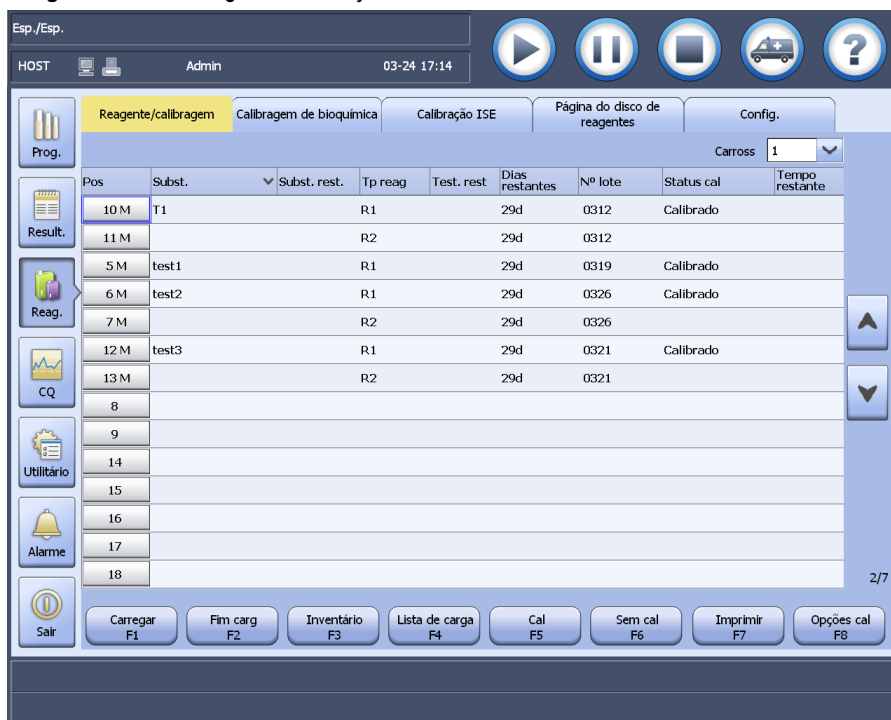 Esp./Esp.
HOST Admin 03-24 17:14
?
Reagente/calibragem Calibragem de bioquímica Calibração ISE Página do disco de reagentes Config.
Prog.
Carross 1
Pos Subst. Subst. rest. Tp reag Test. rest Dias restantes Nº lote Status cal Tempo restante
10 M T1 R1 29d 0312 Calibrado
Result.
11 M R2 29d 0312
5 M test1 R1 29d 0319 Calibrado
6 M test2 R1 29d 0326 Calibrado
Reag.
7 M R2 29d 0326
12 M test3 R1 29d 0321 Calibrado
13 M R2 29d 0321
CQ
8
9
14
Utilitário
15
16
17
Alarme
18
2/7
Carregar F1 Fim carg F2 Inventário F3 Lista de carga F4 Cal F5 Sem cal F6 Imprimir F7 Opções cal F8
Sair